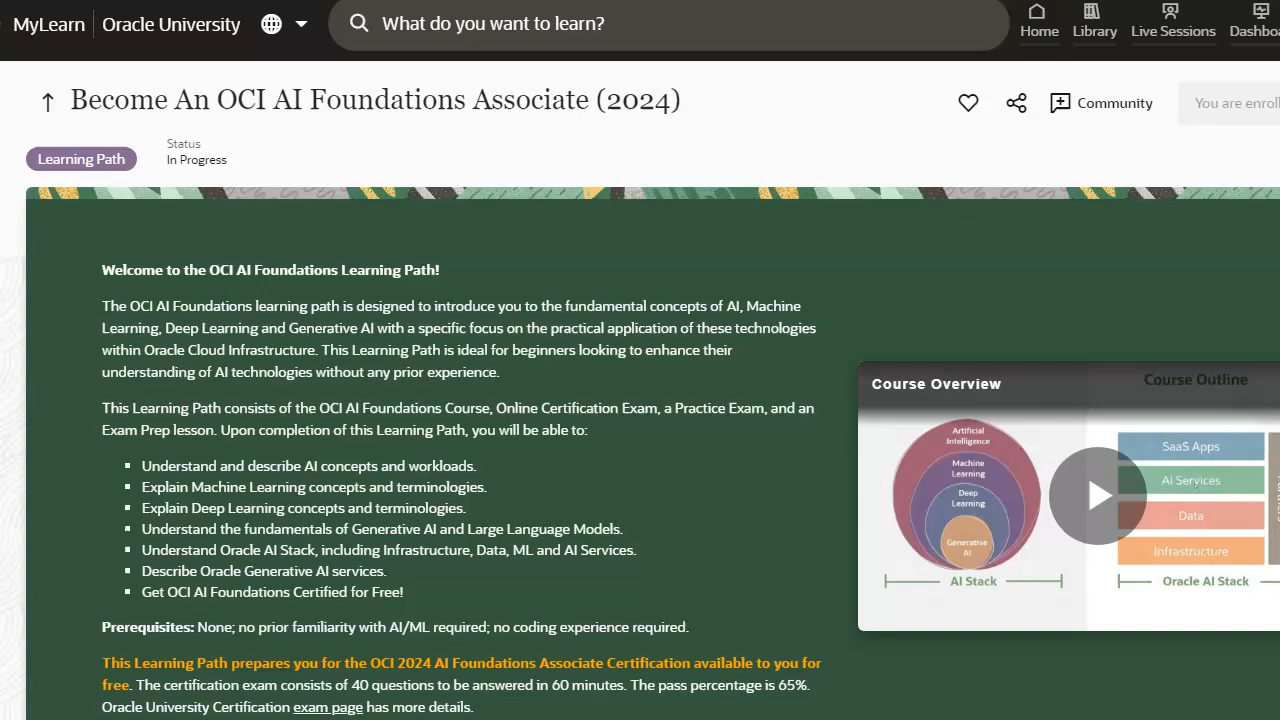 MyLearn Oracle University
What do you want to learn?
Home Library Live Sessions Dashbo
Become An OCI AI Foundations Associate (2024)
Community
You are enroll
Learning Path
Status
In Progress
Welcome to the OCI AI Foundations Learning Path!
The OCI AI Foundations learning path is designed to introduce you to the fundamental concepts of AI, Machine
Learning, Deep Learning and Generative AI with a specific focus on the practical application of these technologies
within Oracle Cloud Infrastructure. This Learning Path is ideal for beginners looking to enhance their
understanding of AI technologies without any prior experience.
This Learning Path consists of the OCI AI Foundations Course, Online Certification Exam, a Practice Exam, and an
Exam Prep lesson. Upon completion of this Learning Path, you will be able to:
Understand and describe AI concepts and workloads.
Explain Machine Learning concepts and terminologies.
Explain Deep Learning concepts and terminologies.
Understand the fundamentals of Generative AI and Large Language Models.
Understand Oracle AI Stack, including Infrastructure, Data, ML and AI Services.
Describe Oracle Generative AI services.
Get OCI AI Foundations Certified for Free!
Prerequisites: None; no prior familiarity with AI/ML required; no coding experience required.
This Learning Path prepares you for the OCI 2024 AI Foundations Associate Certification available to you for
free. The certification exam consists of 40 questions to be answered in 60 minutes. The pass percentage is 65%.
Oracle University Certification exam page has more details.
Course Overview
Course Outline
Artificial
Intelligence
Machine
Learning
Deep
Learning
Generative
AI
AI Stack
SaaS Apps
AI Services
Data
Infrastructure
Oracle AI Stack